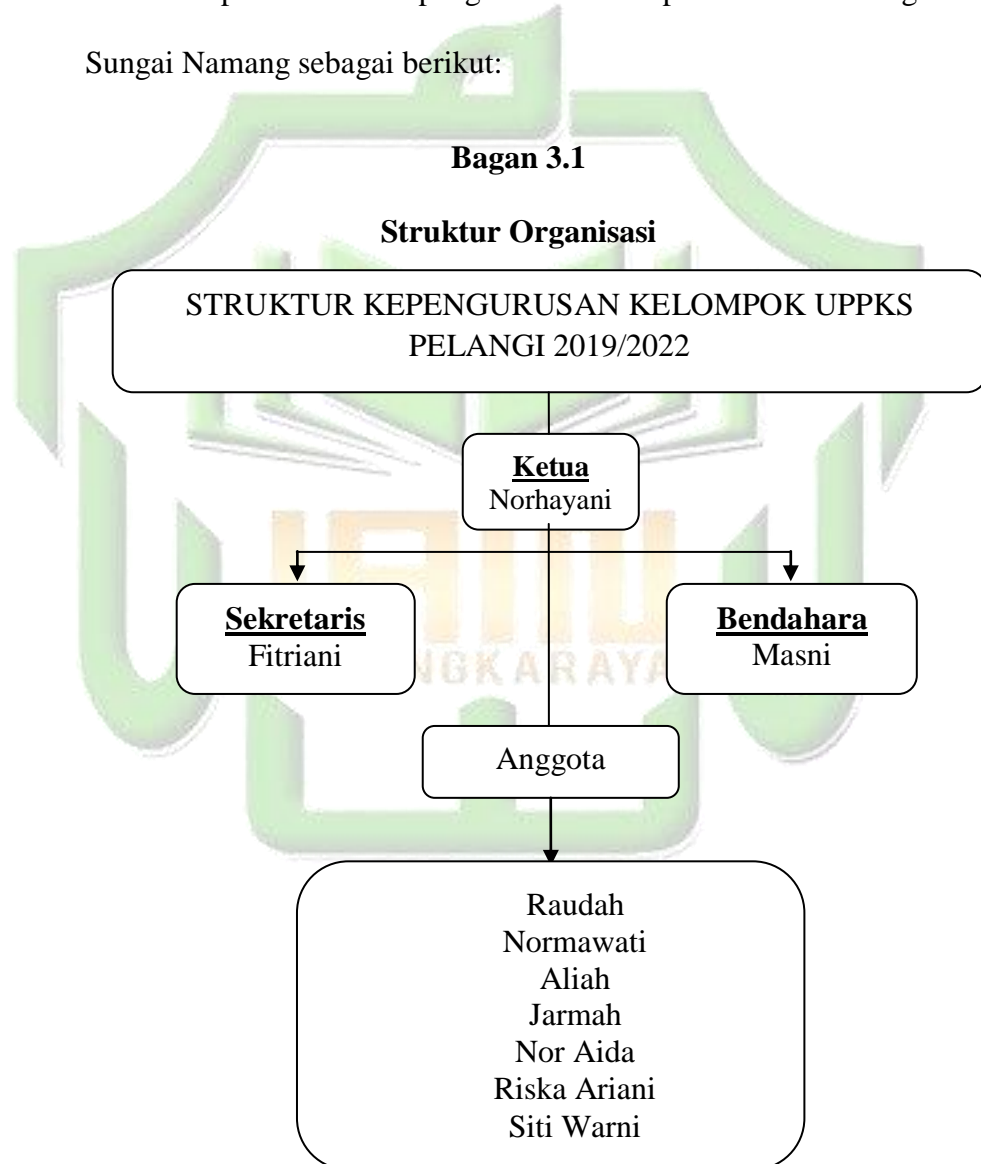 Sungai Namang sebagai berikut:
Bagan 3.1
Struktur Organisasi
STRUKTUR KEPENGURUSAN KELOMPOK UPPKS
PELANGI 2019/2022
Ketua
Norhayani
Sekretaris
Fitriani
Bendahara
Masni
NGKARAYA
Anggota
Raudah
Normawati
Aliah
Jarmah
Nor Aida
Riska Ariani
Siti Warni